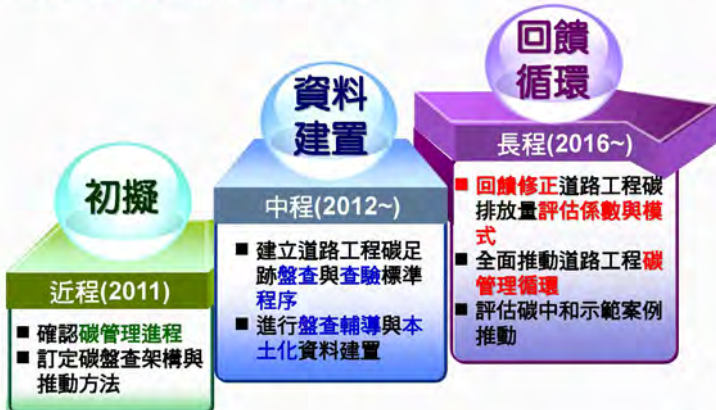 初擬
近程(2011)
■ 確認碳管理進程
■ 訂定碳盤查架構與
推動方法
資料
建置
中程(2012~)
■ 建立道路工程碳足
跡盤查與查驗標準
程序
■ 進行盤查輔導與本
土化資料建置
回饋
循環
長程(2016~)
■ 回饋修正道路工程碳
排放量評估係數與模
式
■ 全面推動道路工程碳
管理循環
■ 評估碳中和示範案例
推動